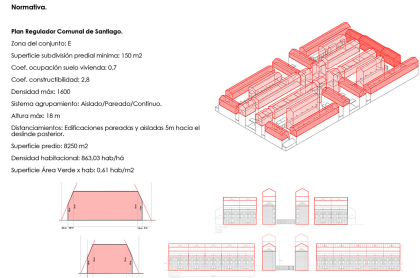 Normativa.
Plan Regulador Comunal de Santiago.
Zona del conjunto: E
Superficie subdivisión predial minima: 150 m2
Coef. ocupación suelo vivienda: 0,7
Coef. constructibilidad: 2,8
Densidad máx: 1600
Sistema agrupamiento: Aislado/Pareado/Continuo.
Altura máx: 18 m
Distanciamientos: Edificaciones pareadas y aisladas 5m hacia el
deslinde posterior.
Superficie predio: 8250 m2
Densidad habitacional: 863,03 hab/há
Superficie Área Verde x hab: 0,61 hab/m2